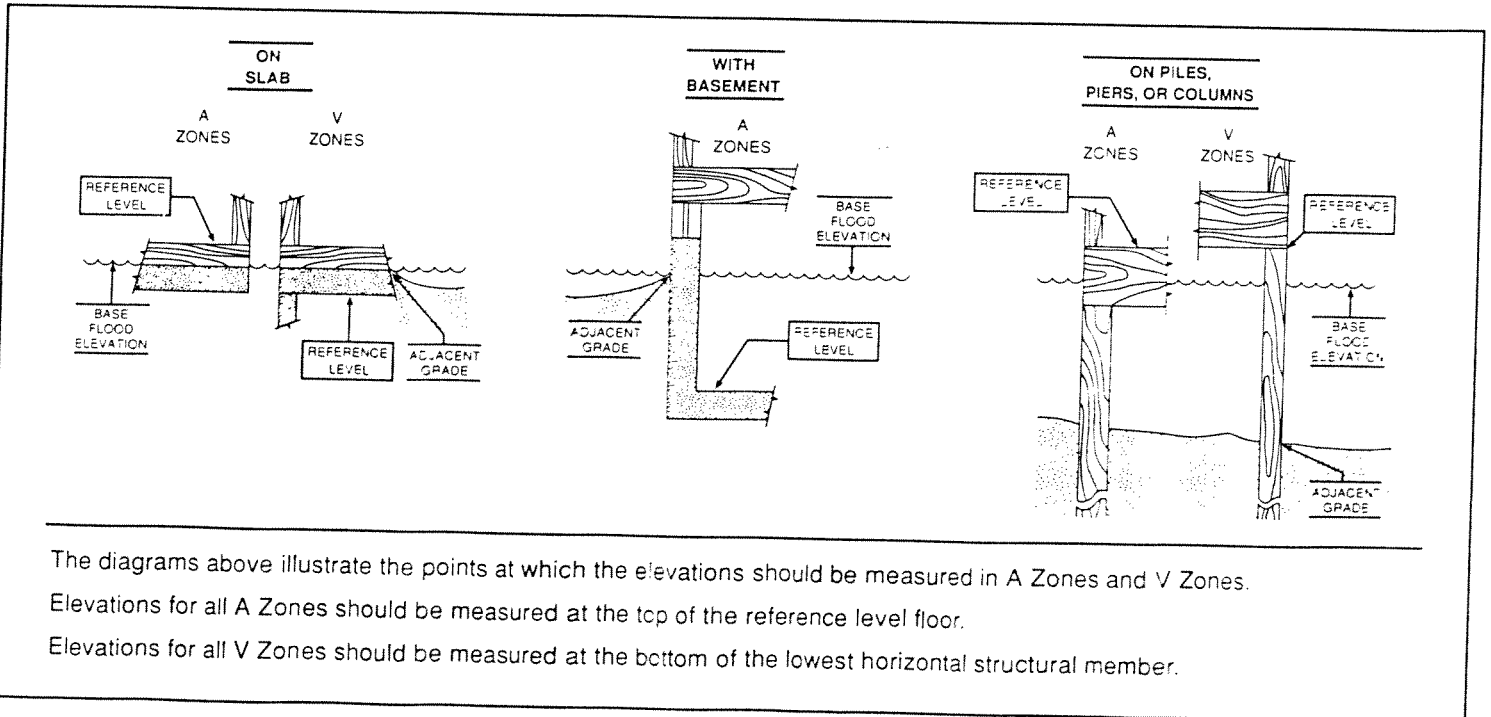 ON
SLAB
A
ZONES
V
ZONES
REFERENCE
LEVEL
BASE
FLOOD
ELEVATION
REFERENCE
LEVEL
ADJACENT
GRADE
WITH
BASEMENT
A
ZONES
BASE
FLOOD
ELEVATION
ADJACENT
GRADE
REFERENCE
LEVEL
ON PILES,
PIERS, OR COLUMNS
A
ZONES
V
ZONES
REFERENCE
LEVEL
REFERENCE
LEVEL
BASE
FLOOD
ELEVATION
ADJACENT
GRADE
The diagrams above illustrate the points at which the elevations should be measured in A Zones and V Zones.
Elevations for all A Zones should be measured at the top of the reference level floor.
Elevations for all V Zones should be measured at the bottom of the lowest horizontal structural member.